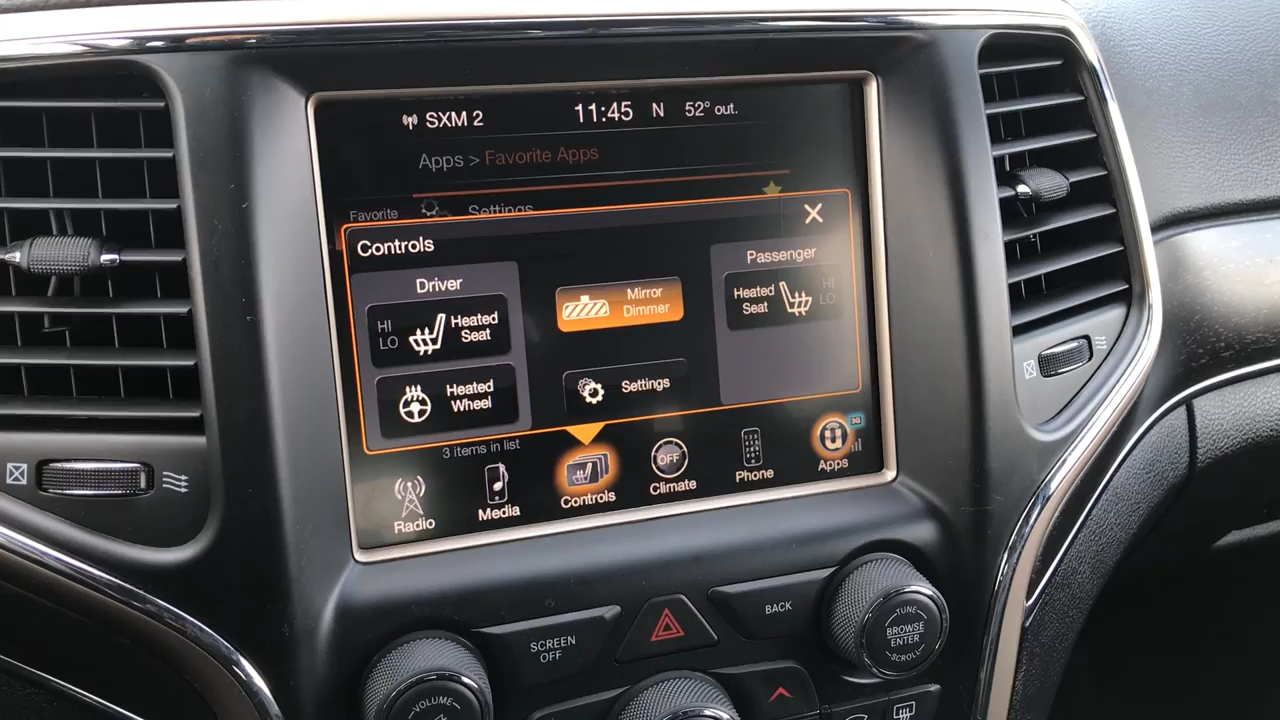 SXM 2 11:45 N 52° out.
Apps > Favorite Apps
Favorite Settings
Controls
Driver
HI
LO
Heated
Seat
Heated
Wheel
Mirror
Dimmer
Settings
Passenger
Heated
Seat
HI
LO
3 items in list
Radio
Media
Controls
OFF
Climate
Phone
3G
Apps
SCREEN
OFF
BACK
TUNE
BROWSE
ENTER
SCROLL
VOLUME